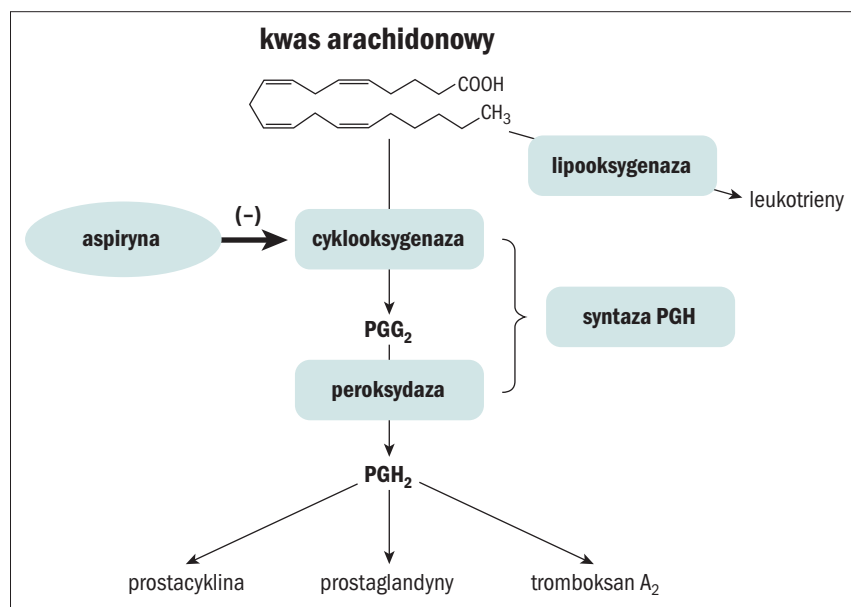 kwas arachidonowy
COOH
CH₃
lipooksygenaza
leukotrieny
(–)
aspiryna
cyklooksygenaza
PGG₂
syntaza PGH
peroksydaza
PGH₂
prostacyklina
prostaglandyny
tromboksan A₂